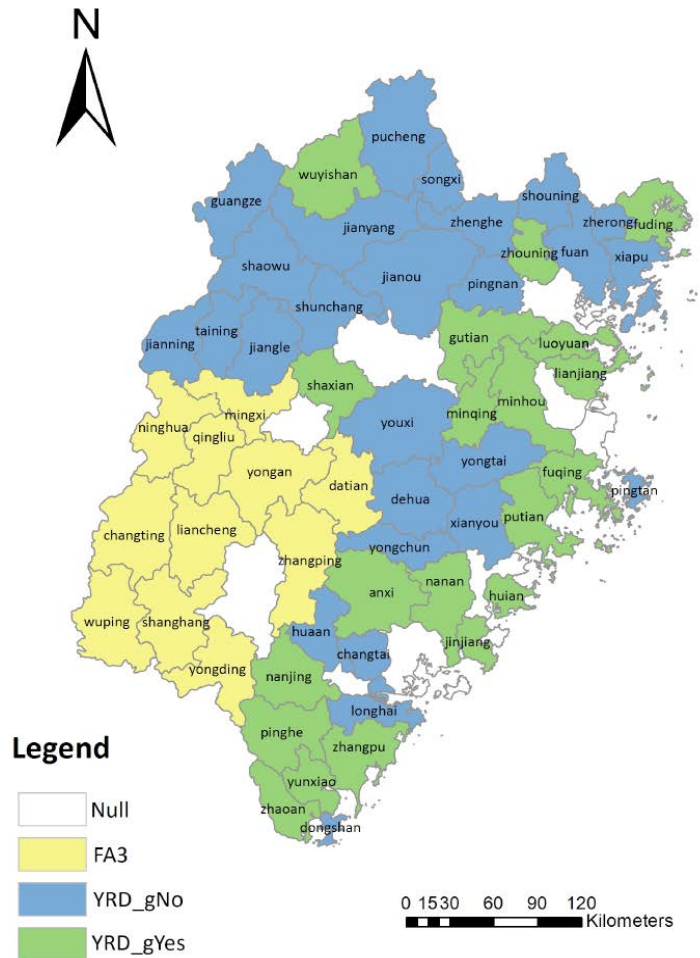 N
pucheng
wuyishan
songxi
guangze
shouning
zherong
fuding
zhenghe
jianyang
zhouning
fuan
xiapu
shaowu
jianou
pingnan
shunchang
taining
jianning
jiangle
gutian
luoyuan
lianjiang
shaxian
minhou
mingxi
minqing
ninghua
youxi
qingliu
yongtai
yongan
fuqing
datian
pingtan
dehua
putian
changting
liancheng
xianyou
yongchun
zhangping
nanan
anxi
huian
wuping
shanghang
huaan
jinjiang
changtai
yongding
nanjing
longhai
pinghe
zhangpu
yunxiao
zhaoan
dongshan
Legend
Null
FA3
YRD_gNo
YRD_gYes
0 15 30 60 90 120
Kilometers